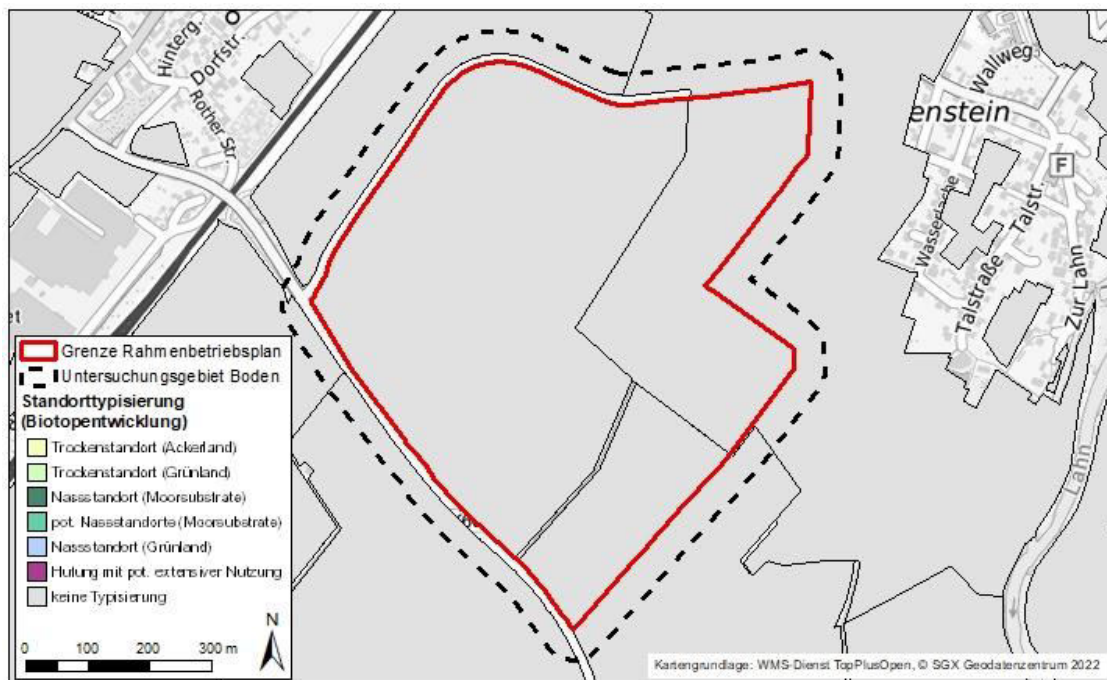 Hinterg.
Dorfstr.
Rother Str.
Wallweg
enstein
F
Wasserlache
Talstr.
Talstraße
Zur Lahn
Lahn
et
Grenze Rahmenbetriebsplan
Untersuchungsgebiet Boden
Standorttypisierung
(Biotopentwicklung)
Trockenstandort (Ackerland)
Trockenstandort (Grünland)
Nassstandort (Moorsubstrate)
pot. Nassstandorte (Moorsubstrate)
Nassstandort (Grünland)
Hutung mit pot. extensiver Nutzung
keine Typisierung
N
0 100 200 300 m
Kartengrundlage: WMS-Dienst TopPlusOpen, © SGX Geodatenzentrum 2022